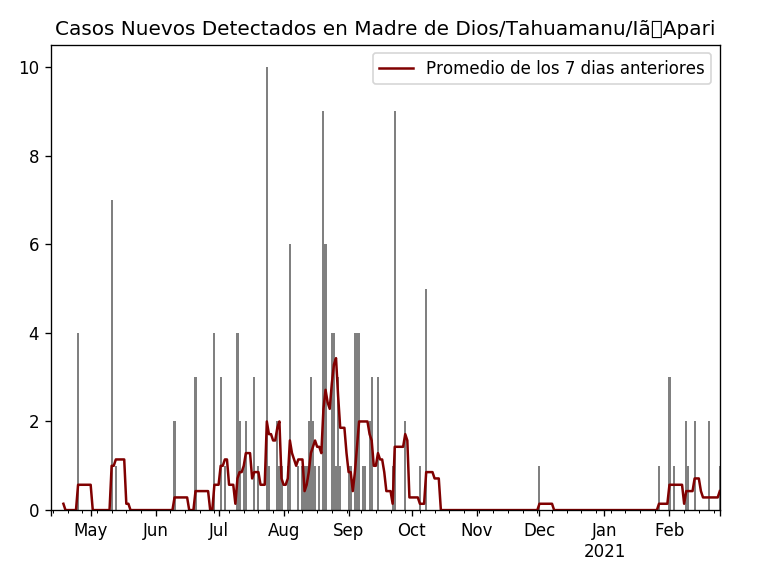 Casos Nuevos Detectados en Madre de Dios/Tahuamanu/Iã�Apari
Promedio de los 7 dias anteriores
10
8
6
4
2
0
May Jun Jul Aug Sep Oct Nov Dec Jan Feb
2021